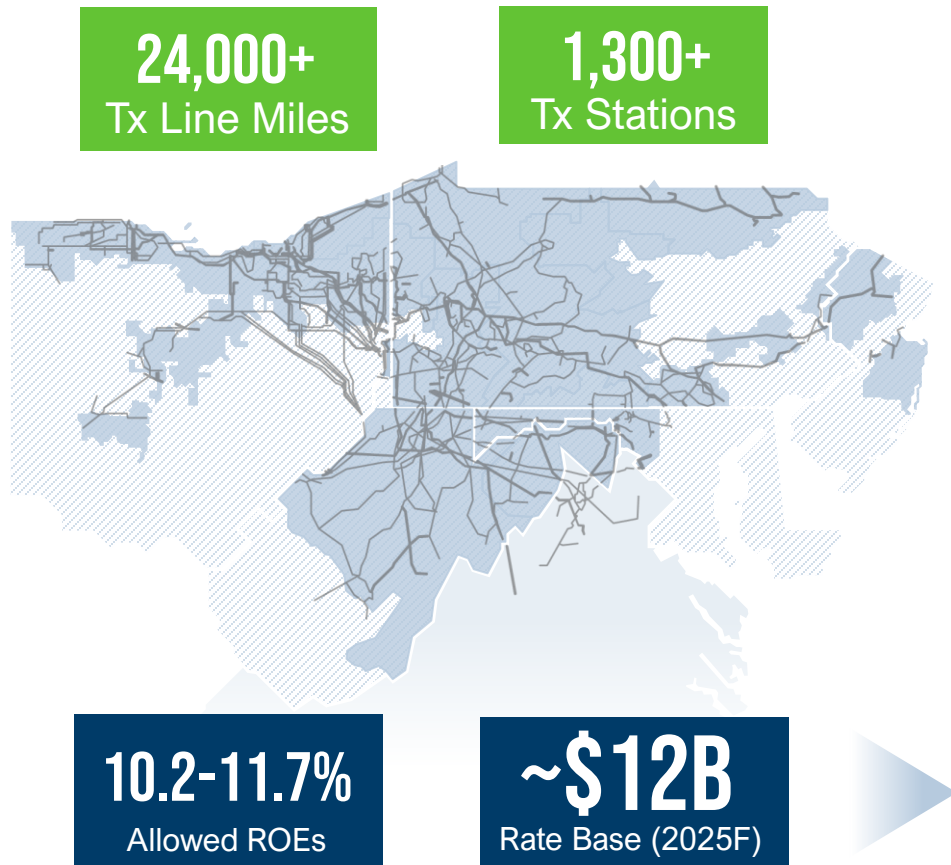 24,000+
Tx Line Miles
1,300+
Tx Stations
10.2-11.7%
Allowed ROEs
~$12B
Rate Base (2025F)